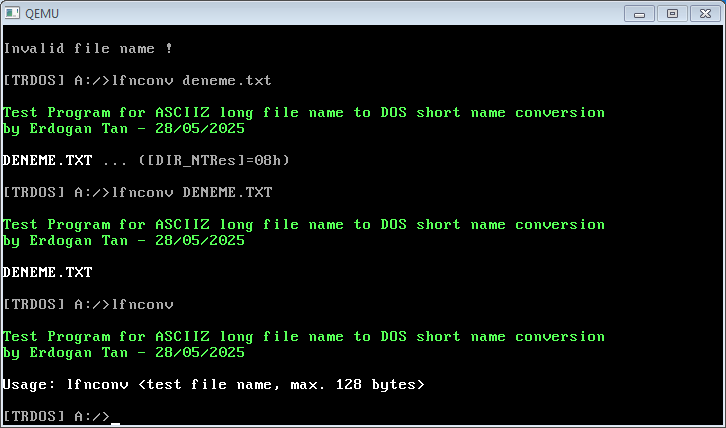 QEMU
Invalid file name !
[TRDOS] A:/>lfnconv deneme.txt
Test Program for ASCIIZ long file name to DOS short name conversion
by Erdogan Tan - 28/05/2025
DENEME.TXT ... ([DIR_NTRes]=08h)
[TRDOS] A:/>lfnconv DENEME.TXT
Test Program for ASCIIZ long file name to DOS short name conversion
by Erdogan Tan - 28/05/2025
DENEME.TXT
[TRDOS] A:/>lfnconv
Test Program for ASCIIZ long file name to DOS short name conversion
by Erdogan Tan - 28/05/2025
Usage: lfnconv <test file name, max. 128 bytes>
[TRDOS] A:/>_